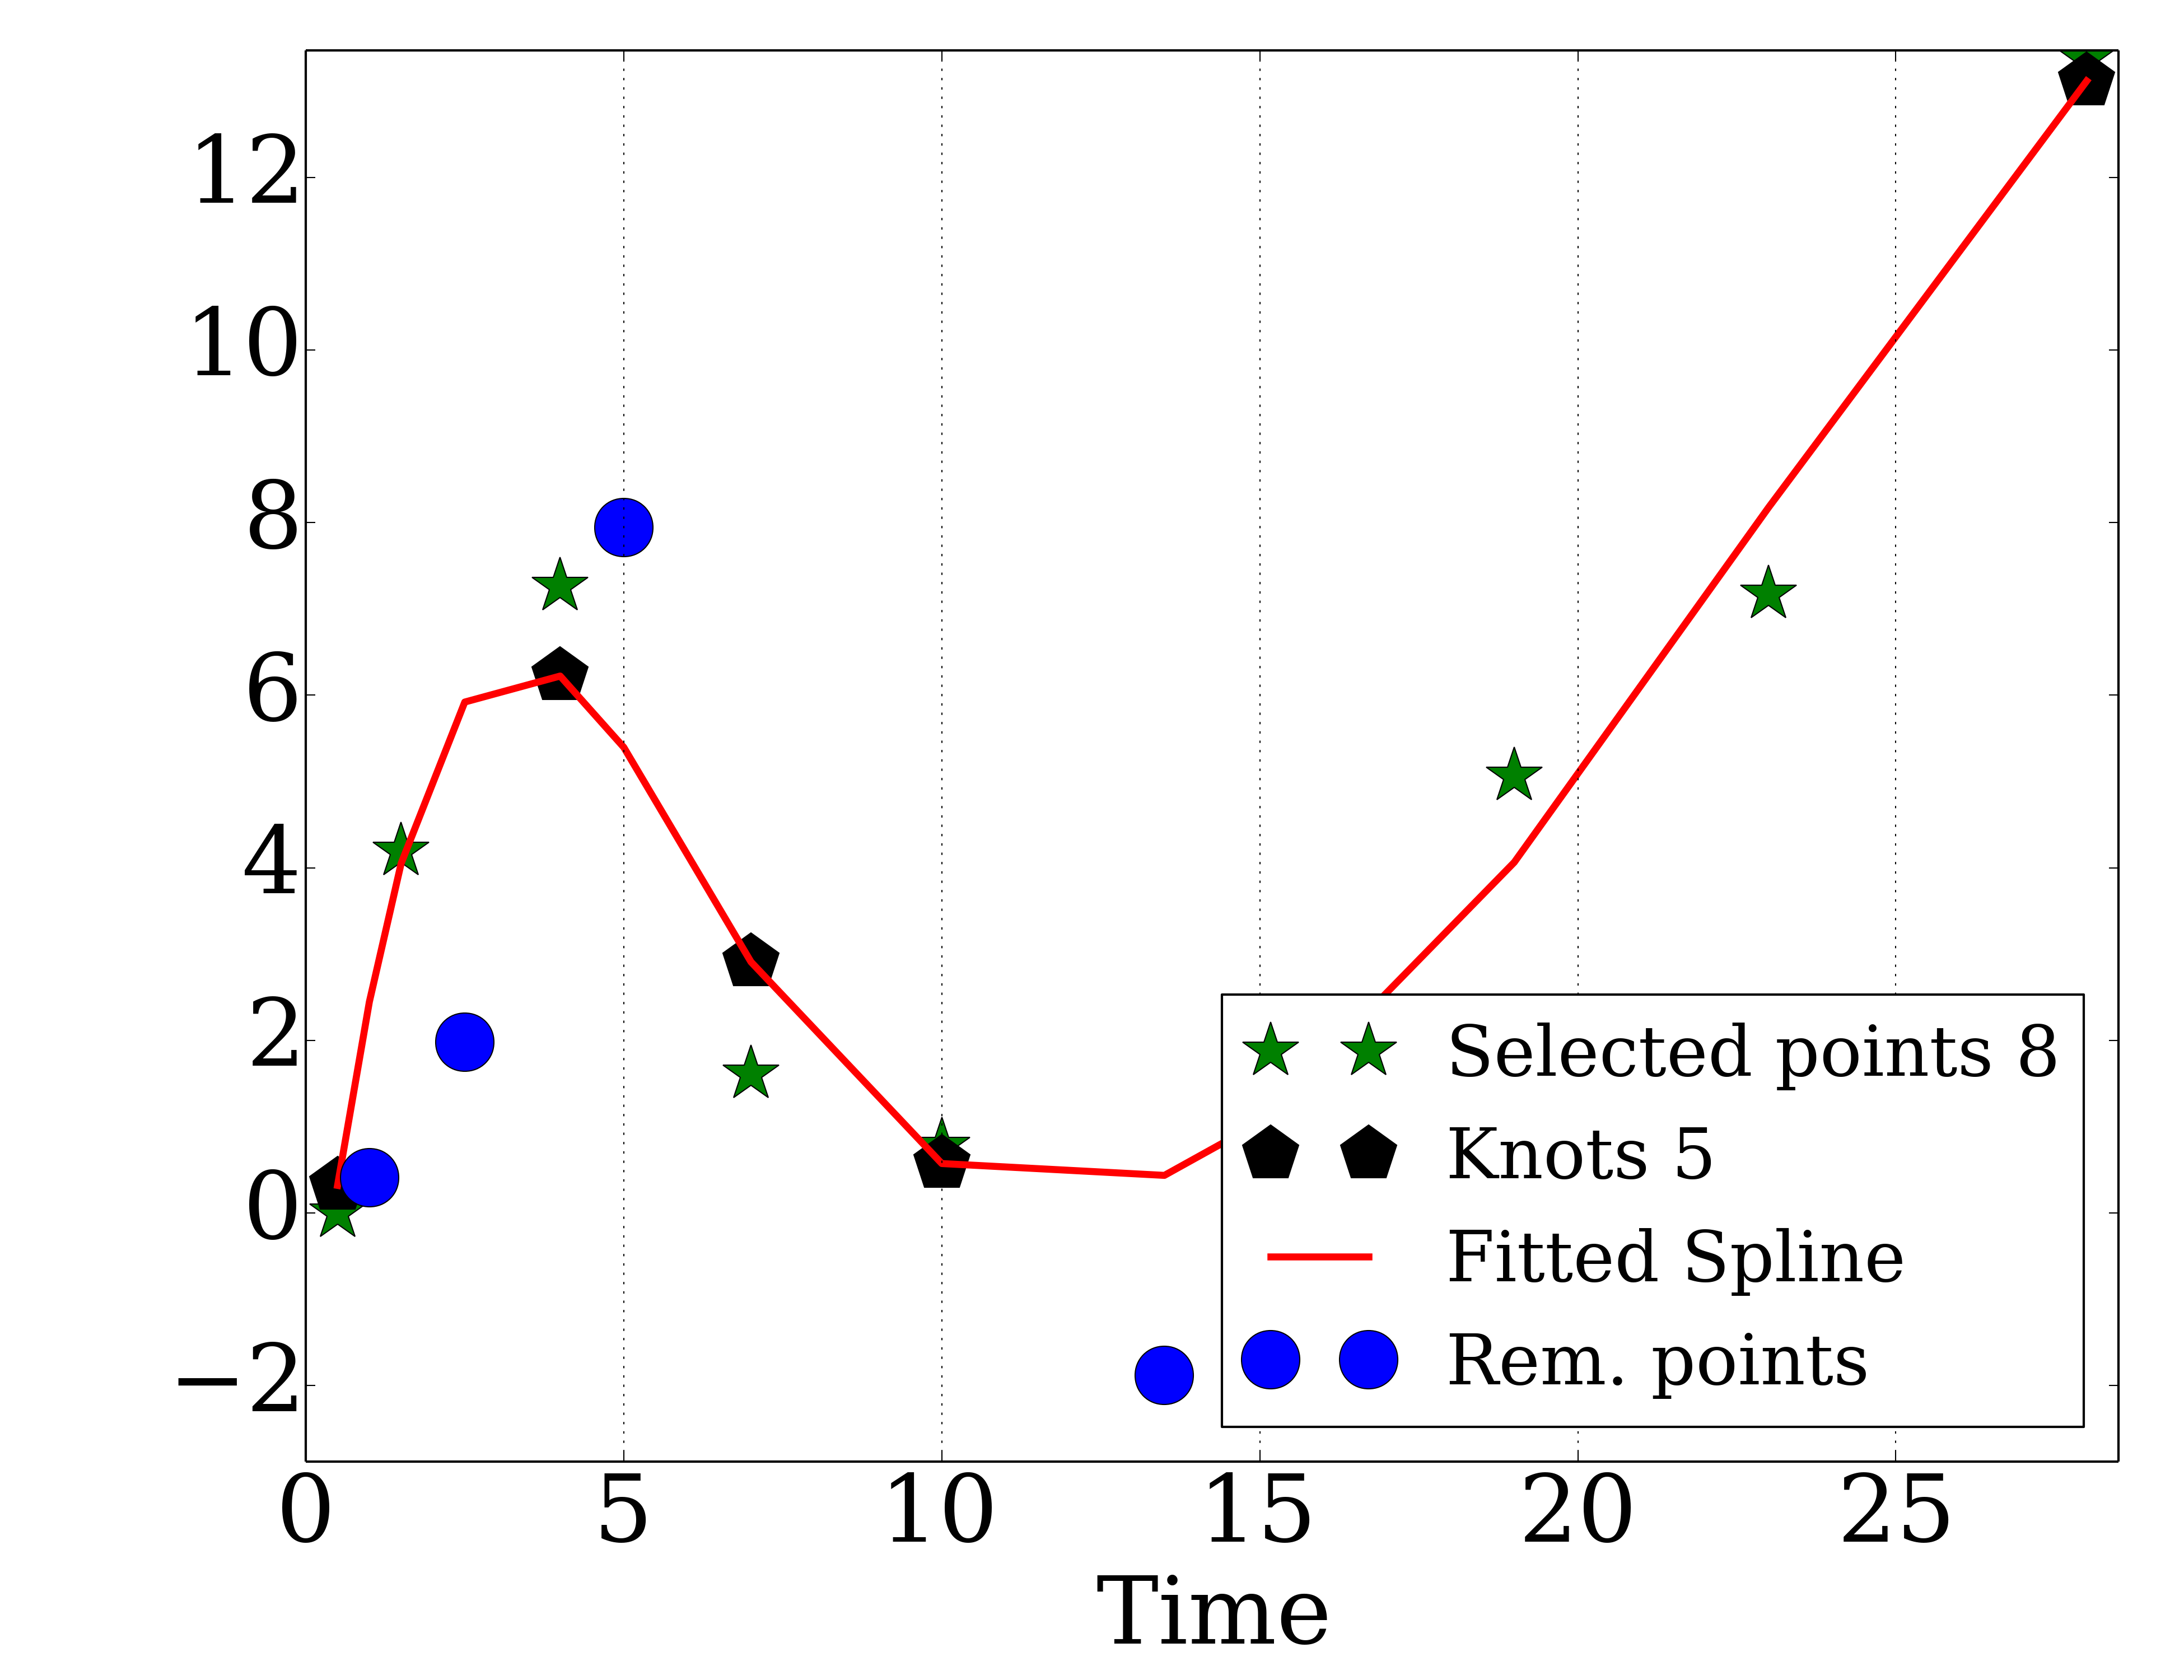 12
10
8
6
4
2
0
−2
Selected points 8
Knots 5
Fitted Spline
Rem. points
0 5 10 15 20 25
Time